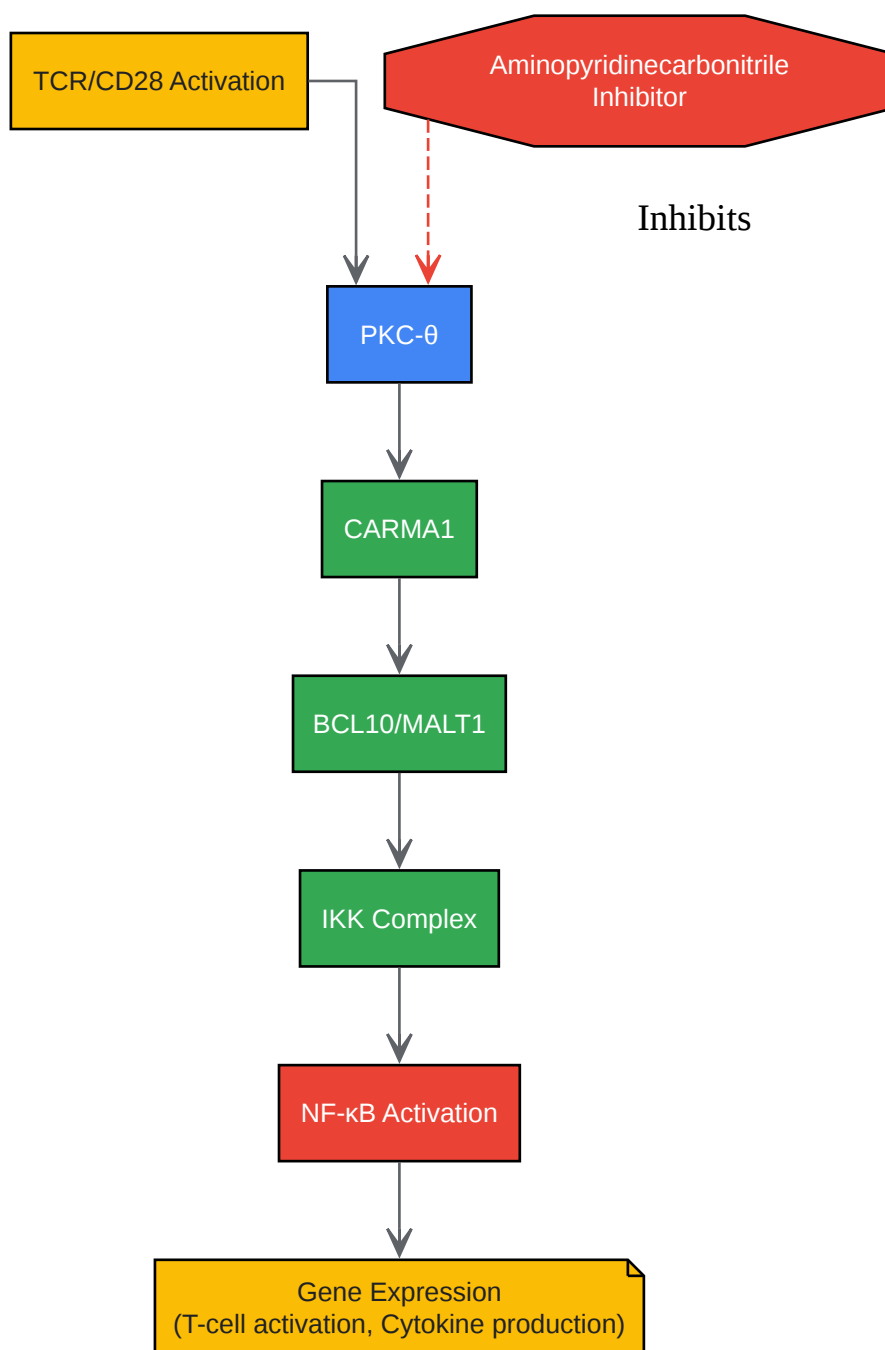 TCR/CD28 Activation
Aminopyridinecarbonitrile
Inhibitor
Inhibits
PKC-θ
CARMA1
BCL10/MALT1
IKK Complex
NF-κB Activation
Gene Expression
(T-cell activation, Cytokine production)